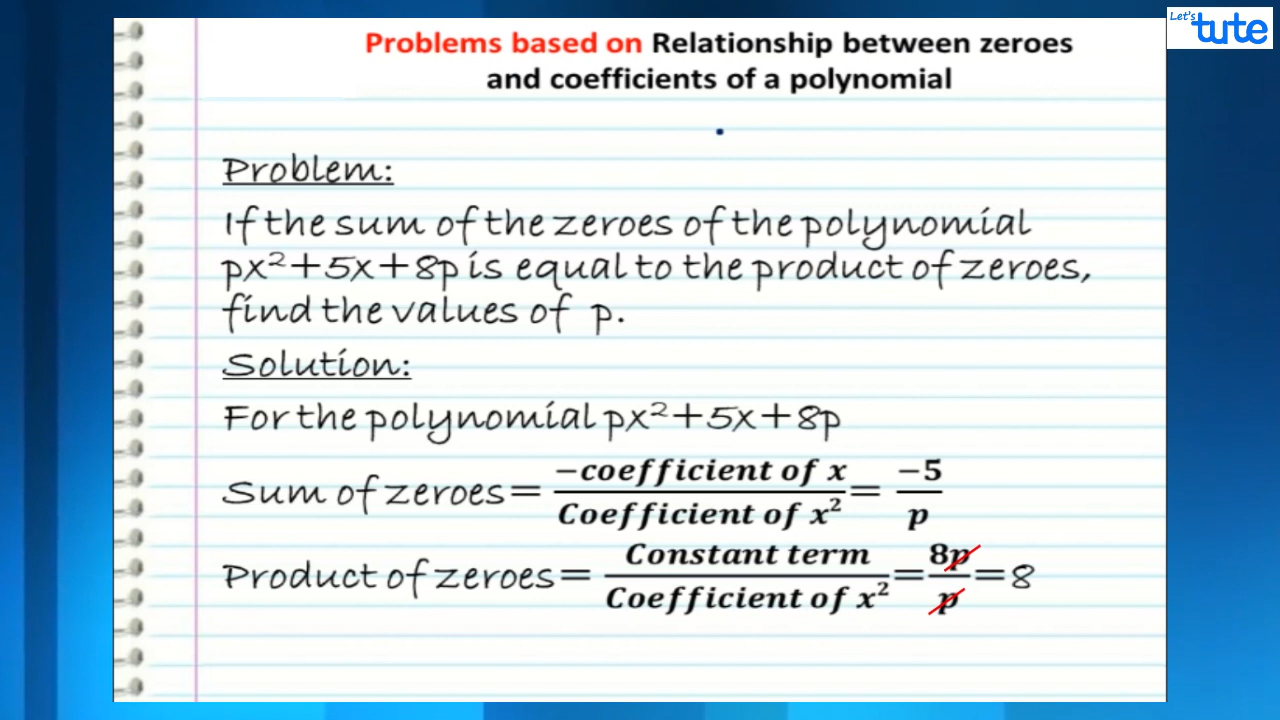 Let's tute
Problems based on Relationship between zeroes
and coefficients of a polynomial
Problem:
If the sum of the zeroes of the polynomial
px²+5x+8p is equal to the product of zeroes,
find the values of p.
Solution:
For the polynomial px²+5x+8p
Sum of zeroes = −coefficient of x / Coefficient of x² = −5 / p
Product of zeroes = Constant term / Coefficient of x² = 8p / p = 8